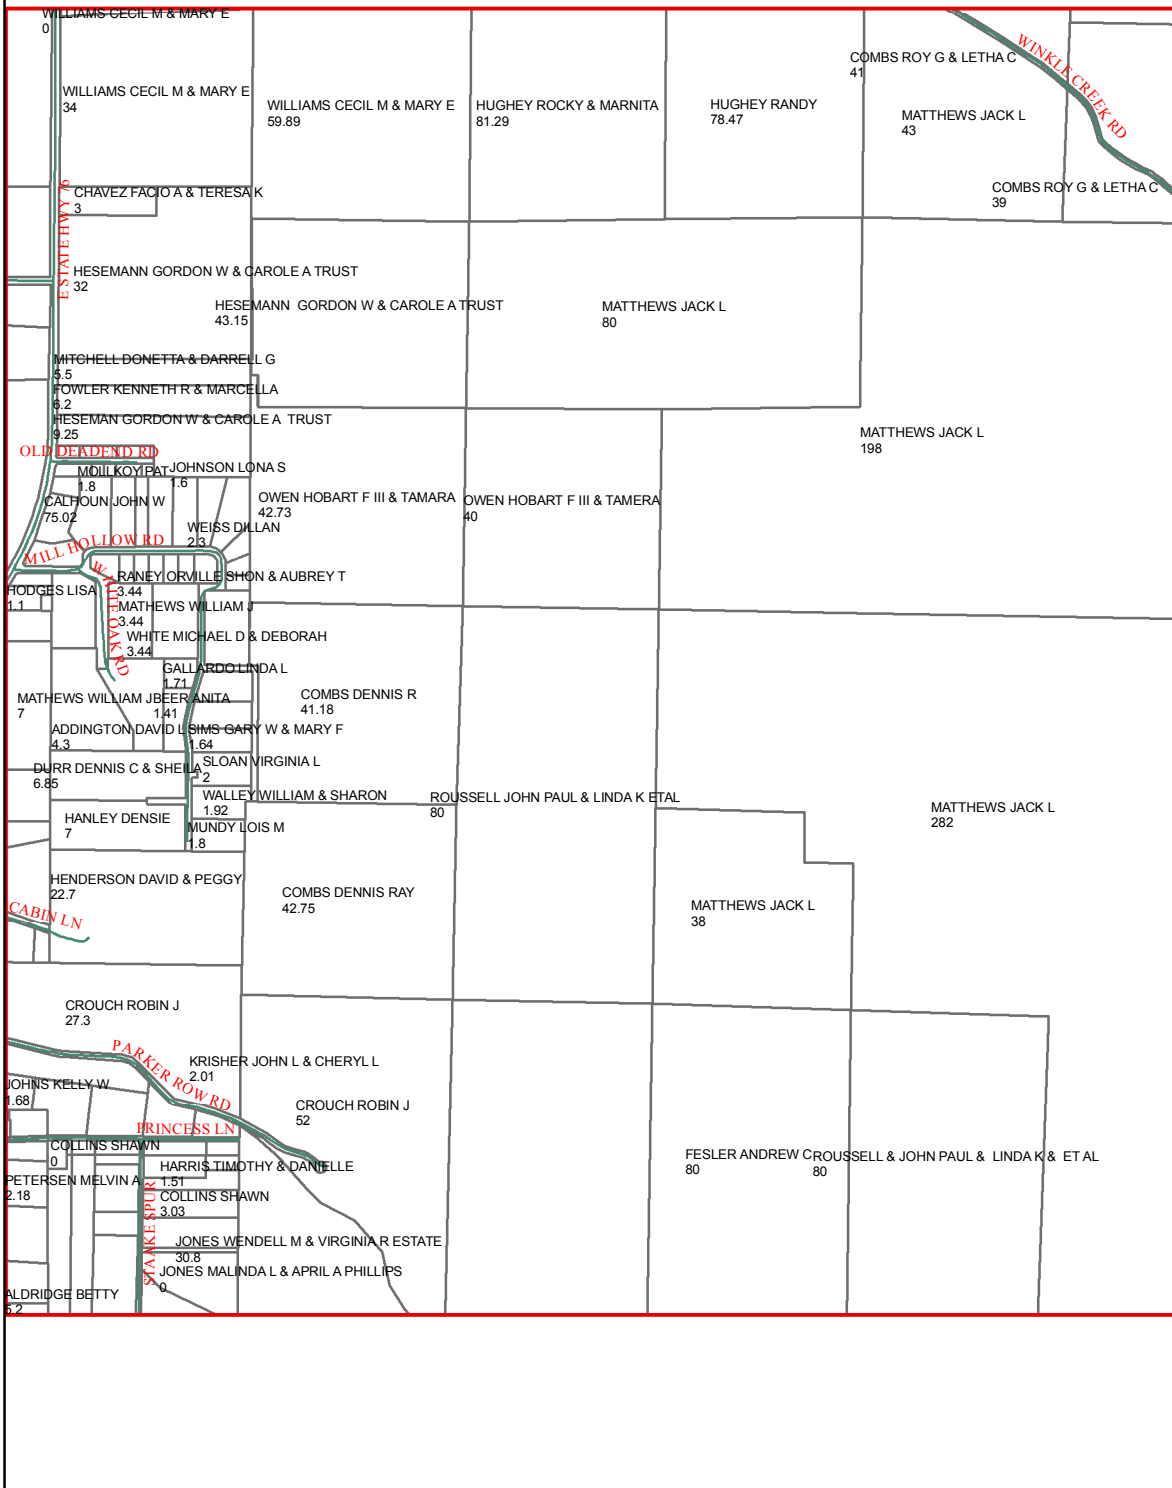 WILLIAMS CECIL M & MARY E
0
WINKLE CREEK RD
COMBS ROY G & LETHA C
41
WILLIAMS CECIL M & MARY E
34
WILLIAMS CECIL M & MARY E
59.89
HUGHEY ROCKY & MARNITA
81.29
HUGHEY RANDY
78.47
MATTHEWS JACK L
43
E STATE HWY 76
CHAVEZ FACIO A & TERESA K
3
COMBS ROY G & LETHA C
39
HESEMANN GORDON W & CAROLE A TRUST
32
HESEMANN  GORDON W & CAROLE A TRUST
43.15
MATTHEWS JACK L
80
MITCHELL DONETTA & DARRELL G
5.5
FOWLER KENNETH R & MARCELLA
6.2
HESEMAN GORDON W & CAROLE A  TRUST
9.25
MATTHEWS JACK L
198
OLD DEADEND RD
MOLLKOY PAT
1.8
JOHNSON LONA S
1.6
CALHOUN JOHN W
75.02
OWEN HOBART F III & TAMARA
42.73
OWEN HOBART F III & TAMERA
40
WEISS DILLAN
2.3
MILL HOLLOW RD
WHITE OAK RD
HODGES LISA
1.1
RANEY ORVILLE SHON & AUBREY T
3.44
MATHEWS WILLIAM J
3.44
WHITE MICHAEL D & DEBORAH
3.44
GALLARDO LINDA L
1.71
MATHEWS WILLIAM J
7
BEER ANITA
1.41
COMBS DENNIS R
41.18
ADDINGTON DAVID L
4.3
SIMS GARY W & MARY F
1.64
DURR DENNIS C & SHEILA
6.85
SLOAN VIRGINIA L
2
WALLEY WILLIAM & SHARON
1.92
ROUSSELL JOHN PAUL & LINDA K ETAL
80
MATTHEWS JACK L
282
HANLEY DENSIE
7
MUNDY LOIS M
1.8
HENDERSON DAVID & PEGGY
22.7
COMBS DENNIS RAY
42.75
MATTHEWS JACK L
38
CABIN LN
CROUCH ROBIN J
27.3
PARKER ROW RD
KRISHER JOHN L & CHERYL L
2.01
JOHNS KELLY W
1.68
CROUCH ROBIN J
52
PRINCESS LN
COLLINS SHAWN
0
FESLER ANDREW C
80
ROUSSELL & JOHN PAUL &  LINDA K &  ET AL
80
HARRIS TIMOTHY & DANIELLE
1.51
PETERSEN MELVIN A
2.18
COLLINS SHAWN
3.03
STAAKE SPUR
JONES WENDELL M & VIRGINIA R ESTATE
30.8
JONES MALINDA L & APRIL A PHILLIPS
0
ALDRIDGE BETTY
5.2